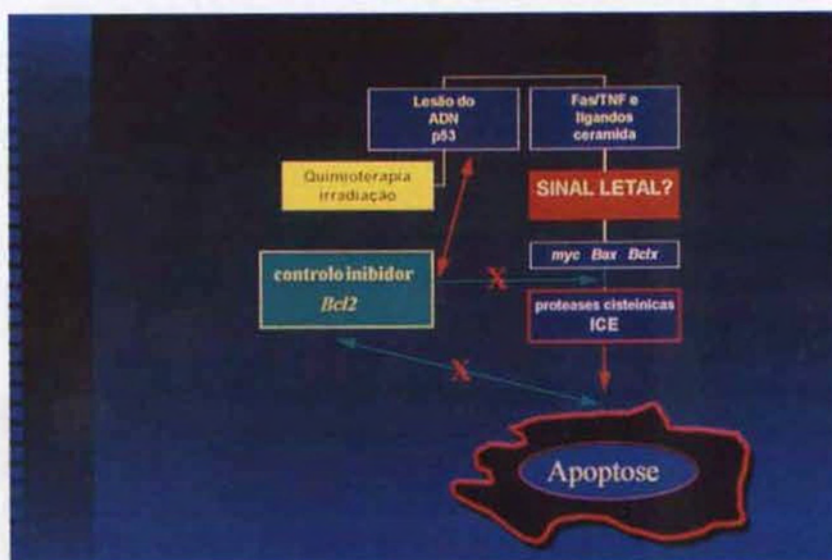 Lesão do
ADN
p53
Fas/TNF e
ligandos
ceramida
Quimioterapia
irradiação
SINAL LETAL?
myc Bax Bclx
controlo inibidor
Bcl2
X
proteases cisteínicas
ICE
X
Apoptose